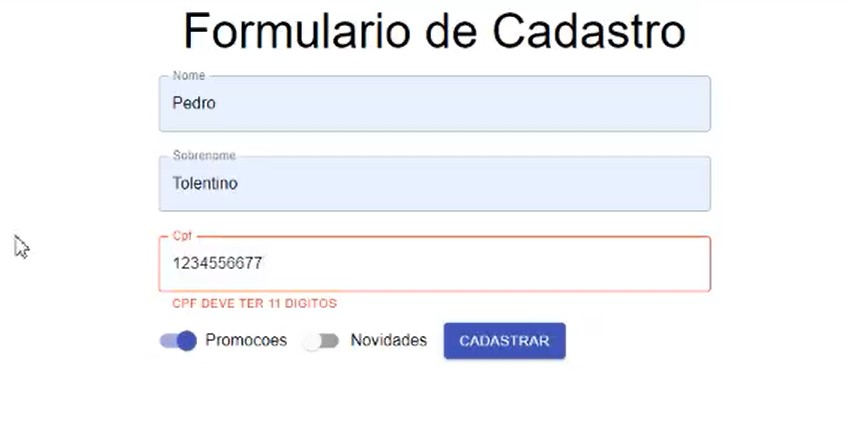 Formulario de Cadastro
Nome
Pedro
Sobrenome
Tolentino
Cpf
1234556677
CPF DEVE TER 11 DIGITOS
Promocoes Novidades CADASTRAR